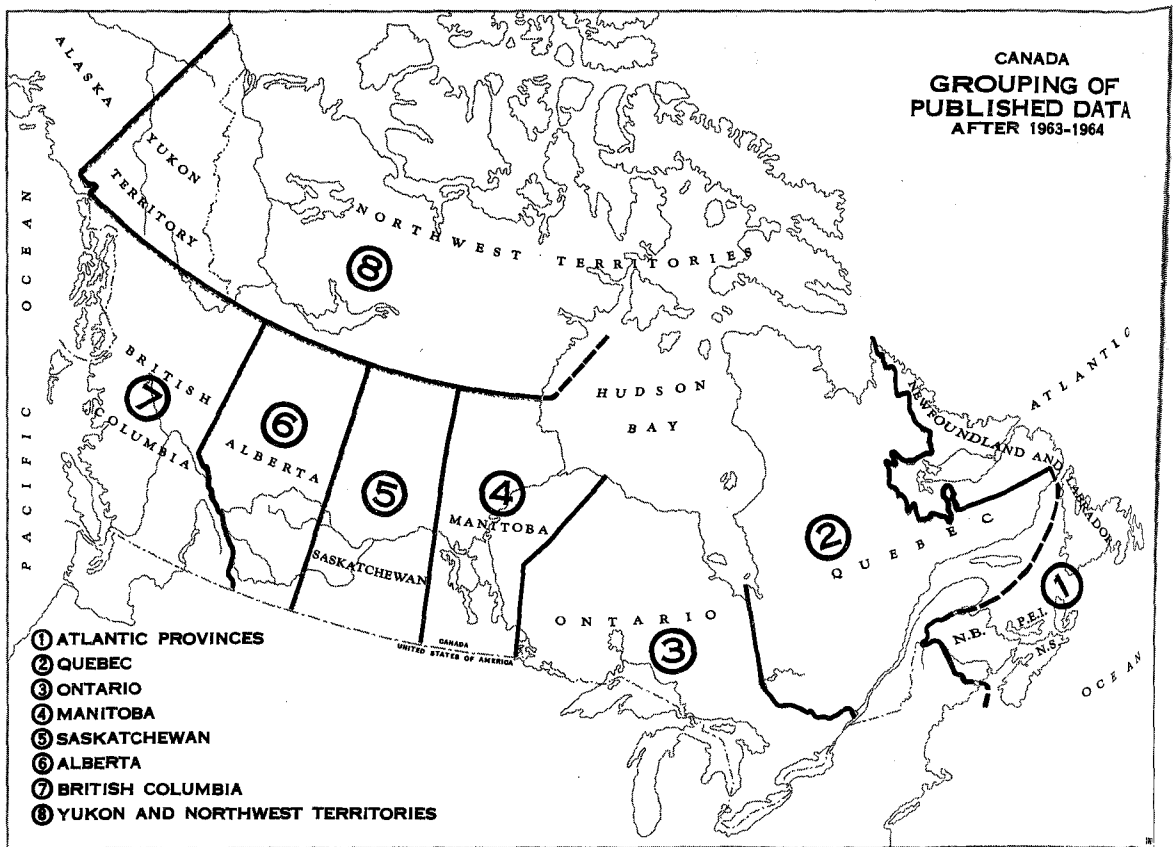 CANADA
GROUPING OF
PUBLISHED DATA
AFTER 1963-1964
ALASKA
YUKON
TERRITORY
NORTHWEST TERRITORIES
PACIFIC OCEAN
BRITISH
COLUMBIA
ALBERTA
SASKATCHEWAN
MANITOBA
HUDSON
BAY
ONTARIO
QUEBEC
NEWFOUNDLAND AND
LABRADOR
N.B.
P.E.I.
N.S.
ATLANTIC
OCEAN
CANADA
UNITED STATES OF AMERICA
8
7
6
5
4
3
2
1
1 ATLANTIC PROVINCES
2 QUEBEC
3 ONTARIO
4 MANITOBA
5 SASKATCHEWAN
6 ALBERTA
7 BRITISH COLUMBIA
8 YUKON AND NORTHWEST TERRITORIES